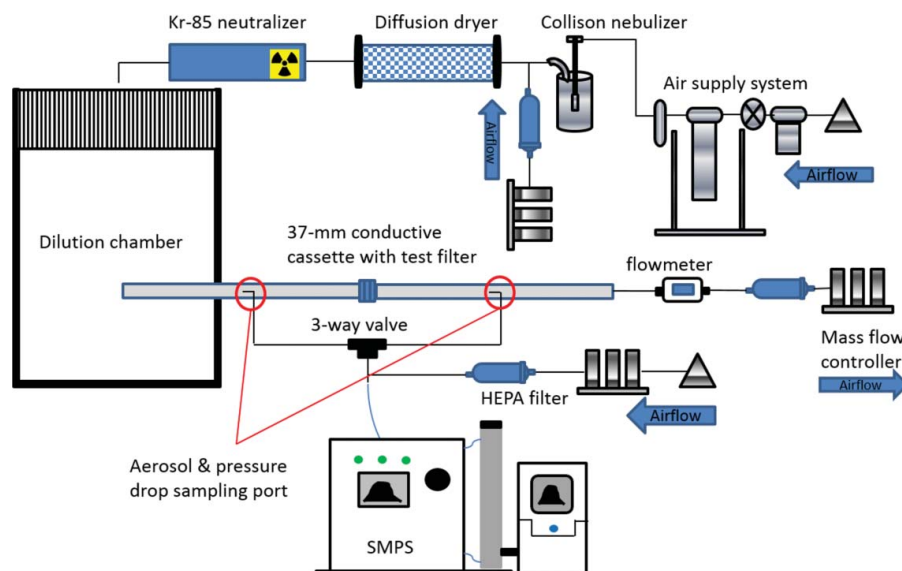 Kr-85 neutralizer
Diffusion dryer
Collison nebulizer
Air supply system
Airflow
Airflow
Dilution chamber
37-mm conductive
cassette with test filter
flowmeter
3-way valve
Mass flow
controller
Airflow
HEPA filter
Airflow
Aerosol & pressure
drop sampling port
SMPS